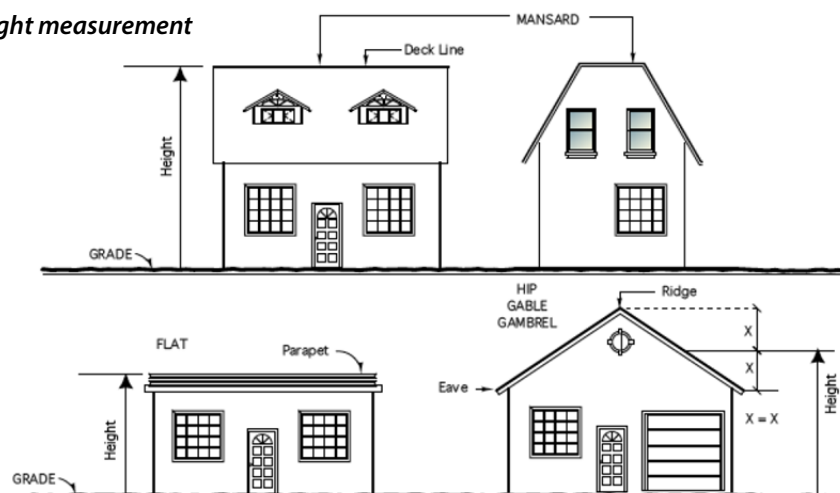 ght measurement
MANSARD
Deck Line
Height
GRADE
HIP
GABLE
GAMBREL
Ridge
FLAT
Parapet
Eave
X
X
X = X
Height
Height
GRADE